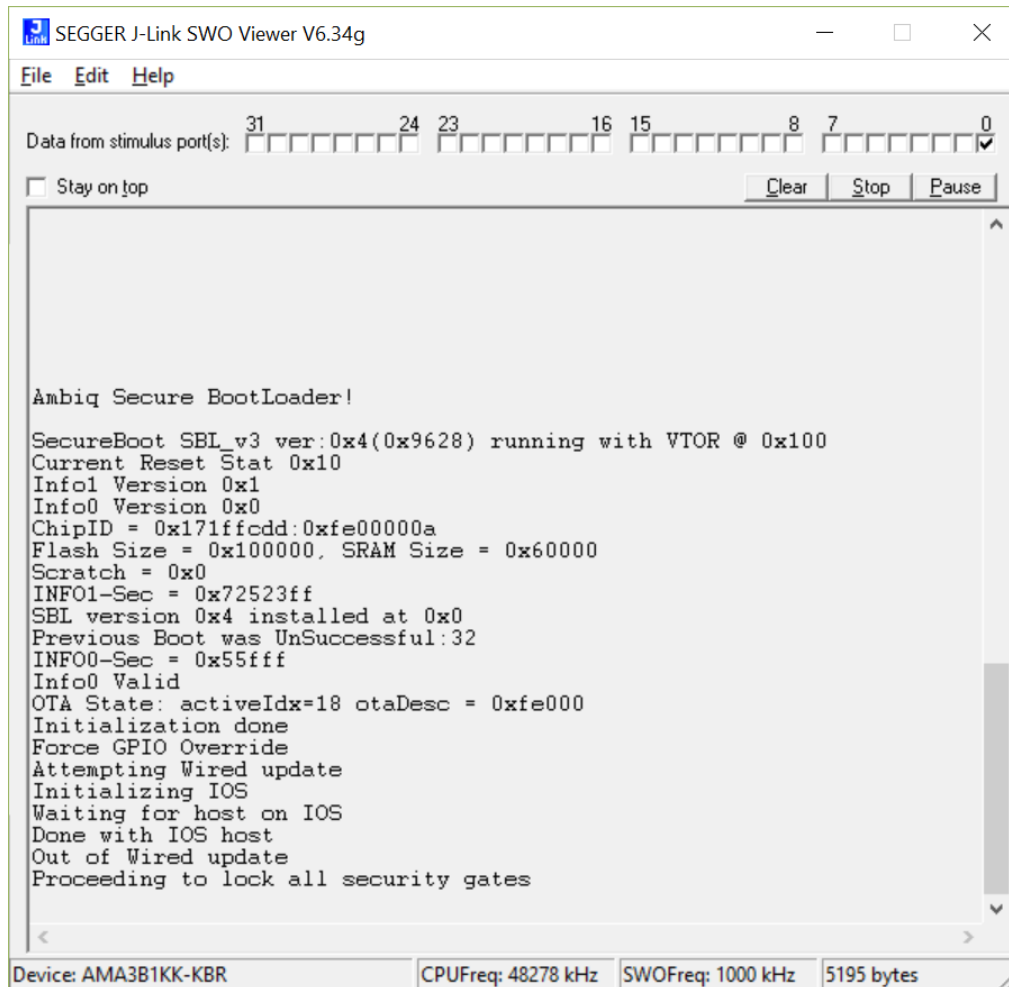 J Link SEGGER J-Link SWO Viewer V6.34g
File Edit Help
Data from stimulus port(s): 31 24 23 16 15 8 7 0
Stay on top Clear Stop Pause
Ambiq Secure BootLoader!
SecureBoot SBL_v3 ver:0x4(0x9628) running with VTOR @ 0x100
Current Reset Stat 0x10
Info1 Version 0x1
Info0 Version 0x0
ChipID = 0x171ffcdd:0xfe00000a
Flash Size = 0x100000, SRAM Size = 0x60000
Scratch = 0x0
INFO1-Sec = 0x72523ff
SBL version 0x4 installed at 0x0
Previous Boot was UnSuccessful:32
INFO0-Sec = 0x55fff
Info0 Valid
OTA State: activeIdx=18 otaDesc = 0xfe000
Initialization done
Force GPIO Override
Attempting Wired update
Initializing IOS
Waiting for host on IOS
Done with IOS host
Out of Wired update
Proceeding to lock all security gates
Device: AMA3B1KK-KBR CPUFreq: 48278 kHz SWOFreq: 1000 kHz 5195 bytes